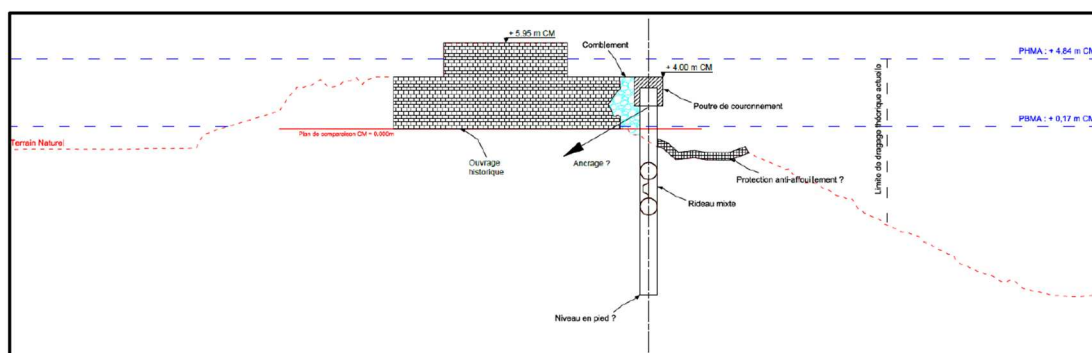 + 5.95 m CM
Comblement
PHMA : + 4.84 m CM
+ 4.00 m CM
Poutre de couronnement
Limite de dragage théorique actuelle
Plan de comparaison CM = 0.000m
PBMA : + 0,17 m CM
Terrain Naturel
Ouvrage
historique
Ancrage ?
Protection anti-affouillement ?
Rideau mixte
Niveau en pied ?